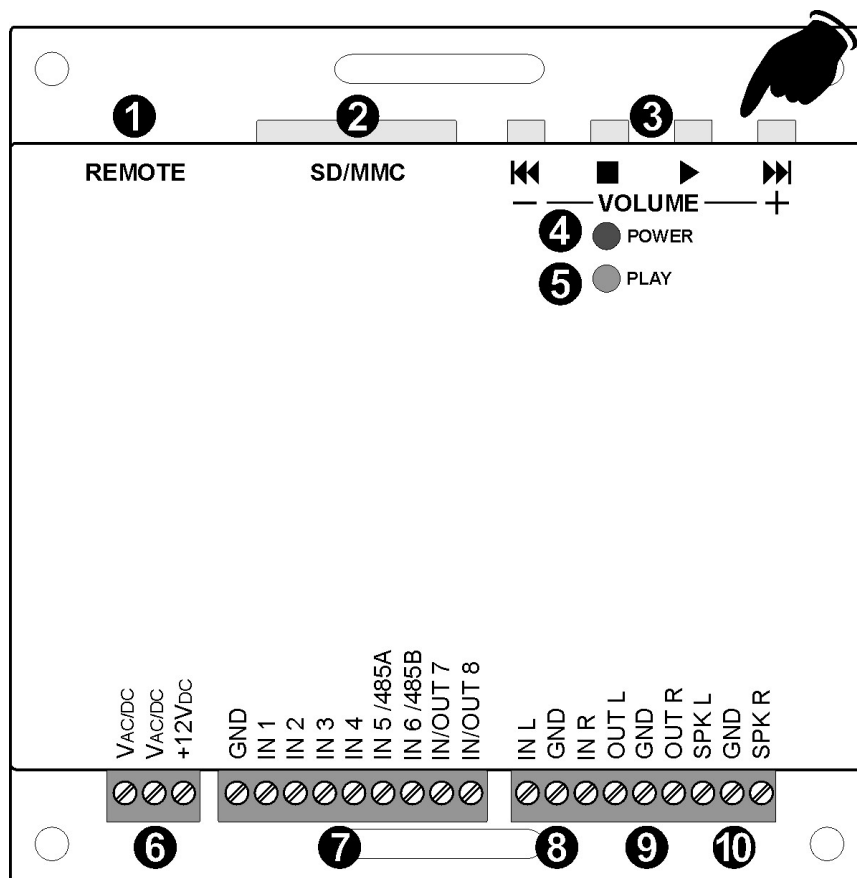 1 2 3
REMOTE SD/MMC
− VOLUME +
4 POWER
5 PLAY
VAC/DC
VAC/DC
+12VDC
GND
IN 1
IN 2
IN 3
IN 4
IN 5 /485A
IN 6 /485B
IN/OUT 7
IN/OUT 8
IN L
GND
IN R
OUT L
GND
OUT R
SPK L
GND
SPK R
6 7 8 9 10